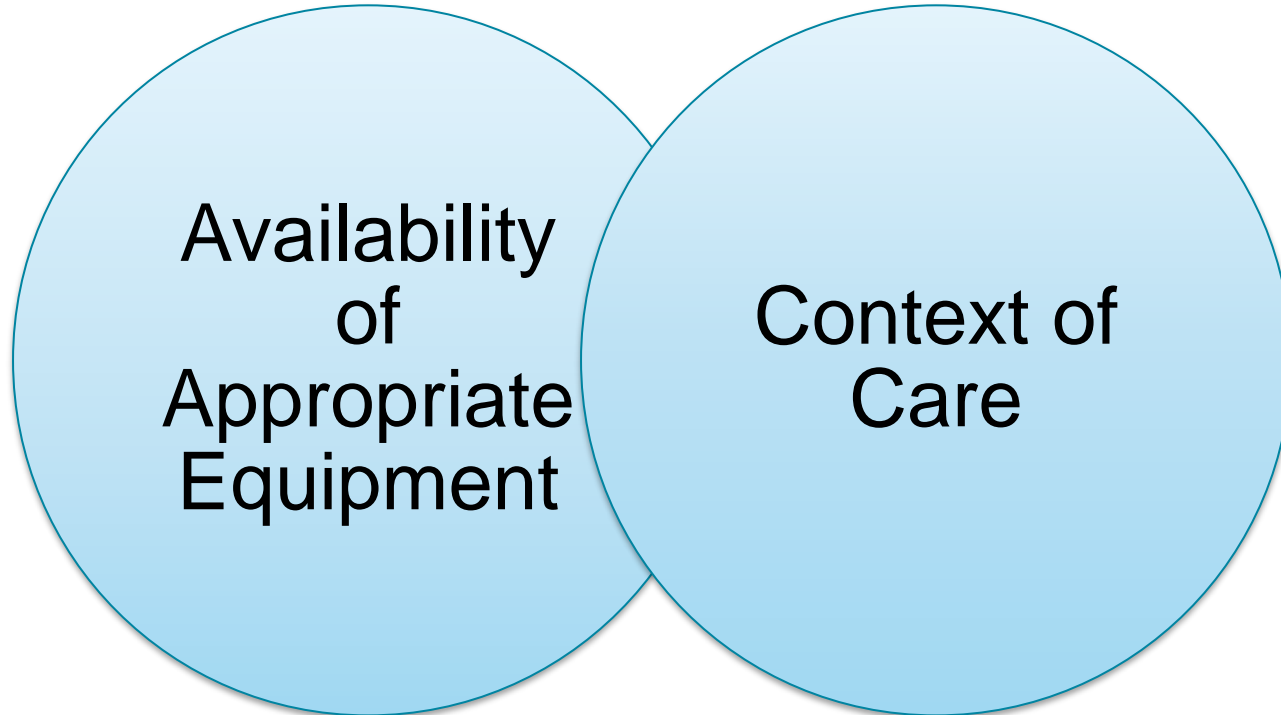 Availability
of
Appropriate
Equipment
Context of
Care